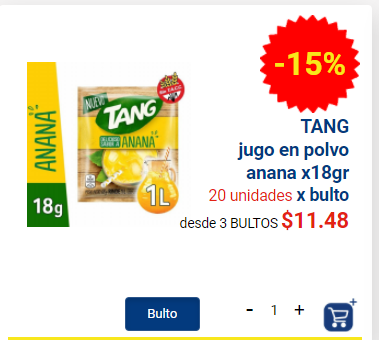 -15%
ANANÁ
18g
NUEVO
TANG
ANANÁ
1L
SIN T.A.C.C.
TANG
jugo en polvo
anana x18gr
20 unidades x bulto
desde 3 BULTOS $11.48
Bulto
- 1 +
+